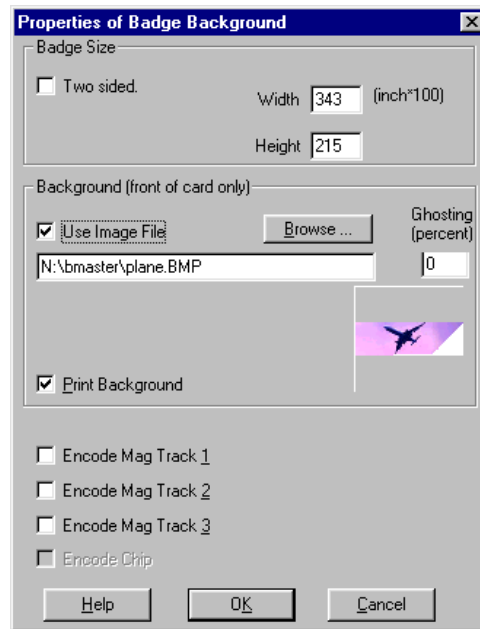 Properties of Badge Background
Badge Size
Two sided.
Width 343 (inch*100)
Height 215
Background (front of card only)
Use Image File
Browse ...
Ghosting
(percent)
N:\bmaster\plane.BMP
0
Print Background
Encode Mag Track 1
Encode Mag Track 2
Encode Mag Track 3
Encode Chip
Help
OK
Cancel